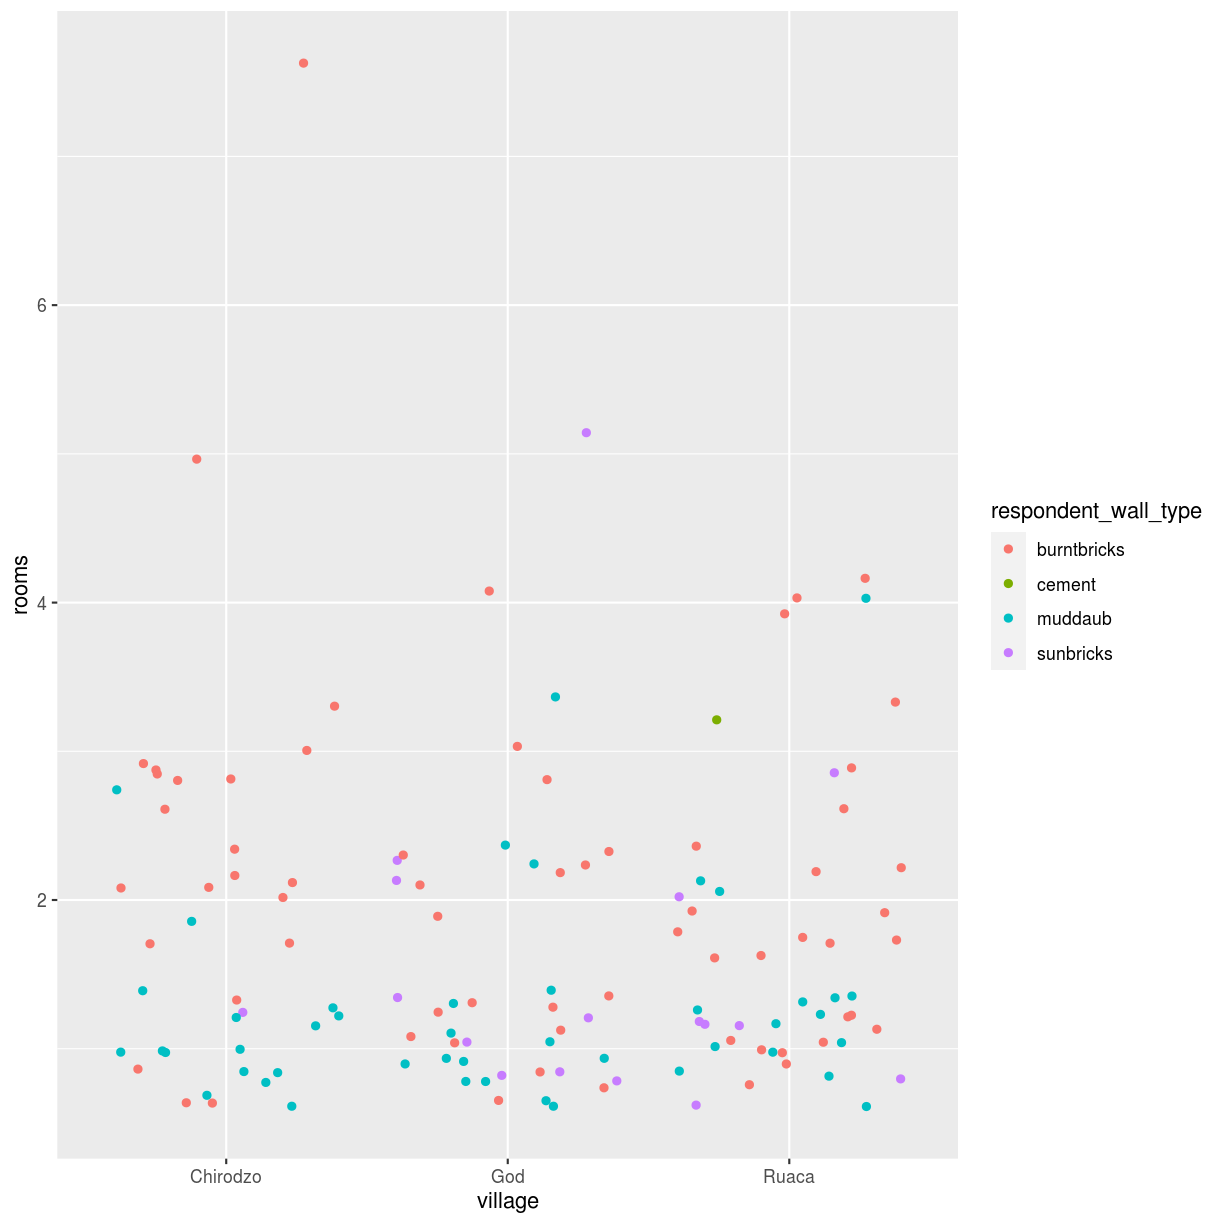 6
4
2
rooms
Chirodzo God Ruaca
village
respondent_wall_type
burntbricks
cement
muddaub
sunbricks